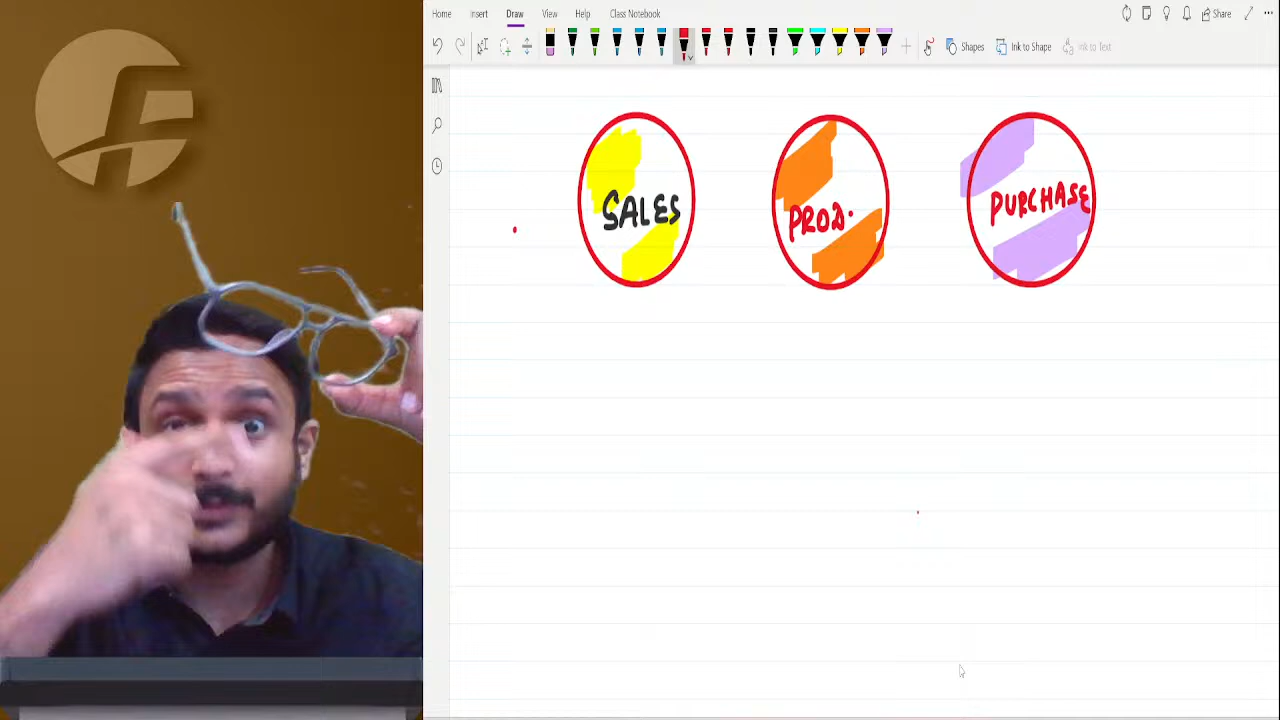 Home Insert Draw View Help Class Notebook Share
Shapes Ink to Shape Ink to Text
SALES
PROD.
PURCHASE